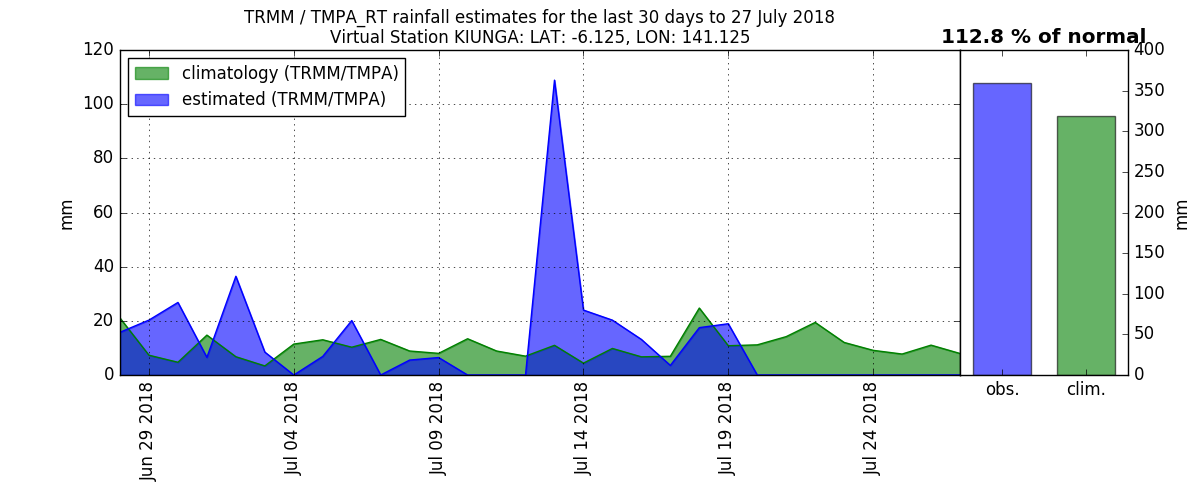 TRMM / TMPA_RT rainfall estimates for the last 30 days to 27 July 2018
Virtual Station KIUNGA: LAT: -6.125, LON: 141.125
112.8 % of normal
climatology (TRMM/TMPA)
estimated (TRMM/TMPA)
120
100
80
60
40
20
0
mm
Jun 29 2018
Jul 04 2018
Jul 09 2018
Jul 14 2018
Jul 19 2018
Jul 24 2018
400
350
300
250
200
150
100
50
0
mm
obs.
clim.